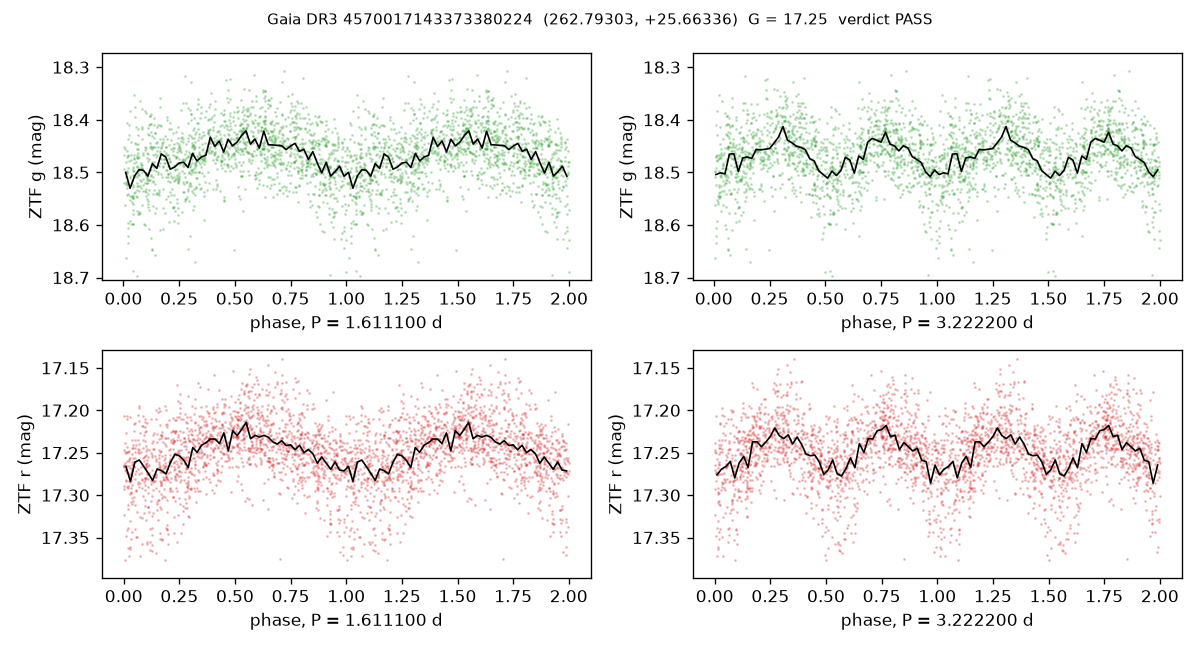 Gaia DR3 4570017143373380224 (262.79303, +25.66336) G = 17.25 verdict PASS
ZTF g (mag)
18.3
18.4
18.5
18.6
18.7
0.00 0.25 0.50 0.75 1.00 1.25 1.50 1.75 2.00
phase, P = 1.611100 d
ZTF g (mag)
18.3
18.4
18.5
18.6
18.7
0.00 0.25 0.50 0.75 1.00 1.25 1.50 1.75 2.00
phase, P = 3.222200 d
ZTF r (mag)
17.15
17.20
17.25
17.30
17.35
0.00 0.25 0.50 0.75 1.00 1.25 1.50 1.75 2.00
phase, P = 1.611100 d
ZTF r (mag)
17.15
17.20
17.25
17.30
17.35
0.00 0.25 0.50 0.75 1.00 1.25 1.50 1.75 2.00
phase, P = 3.222200 d